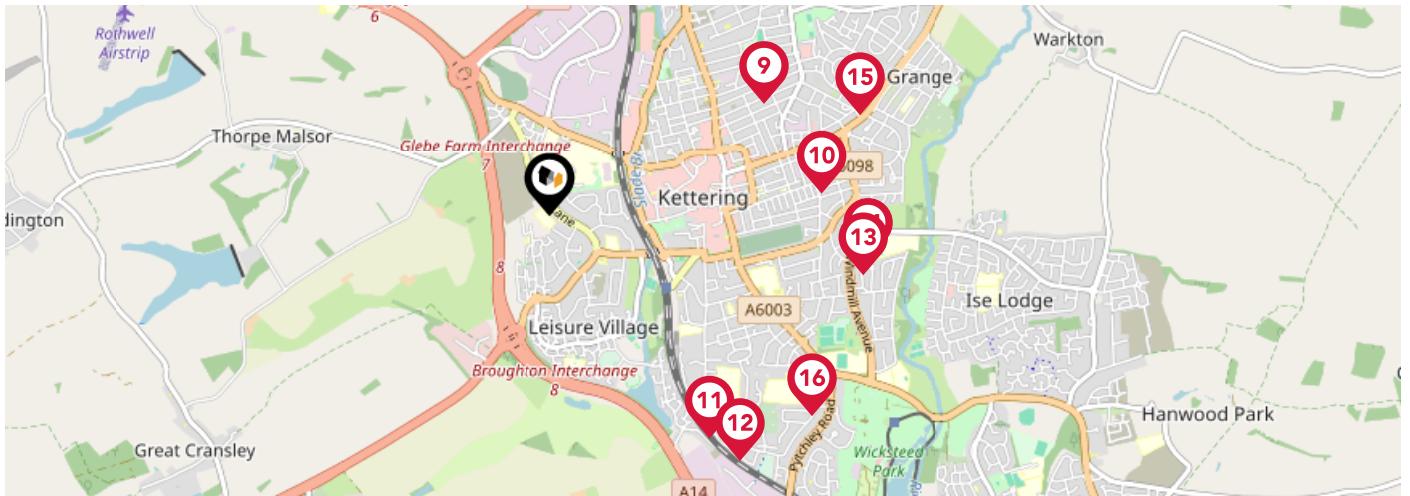 6
Rothwell
Airstrip
Warkton
9
15
Grange
Thorpe Malsor
Glebe Farm Interchange
7
10
Slade Br
Kettering
dington
13
8
Windmill Avenue
Ise Lodge
A6003
Leisure Village
Broughton Interchange
8
16
11
12
Pytchley Road
Hanwood Park
Great Cransley
Wicksteed
Park
A14